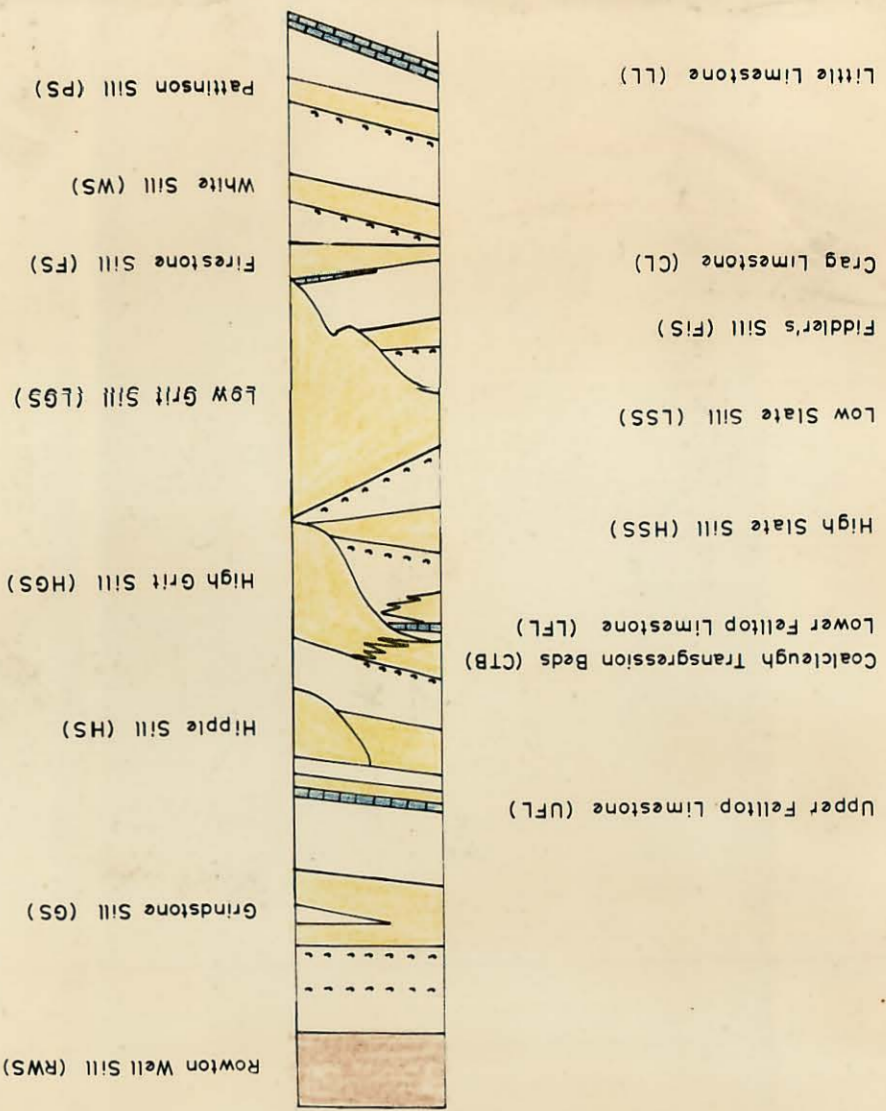 Upper Felltop Limestone (UFL)
Coalcleugh Transgression Beds (CTB)
Lower Felltop Limestone (LFL)
High Slate Sill (HSS)
Low Slate Sill (LSS)
Fiddler's Sill (FiS)
Crag Limestone (CL)
Little Limestone (LL)
Rowton Well Sill (RWS)
Grindstone Sill (GS)
Hipple Sill (HS)
High Grit Sill (HGS)
Low Grit Sill (LGS)
Firestone Sill (FS)
White Sill (WS)
Pattinson Sill (PS)